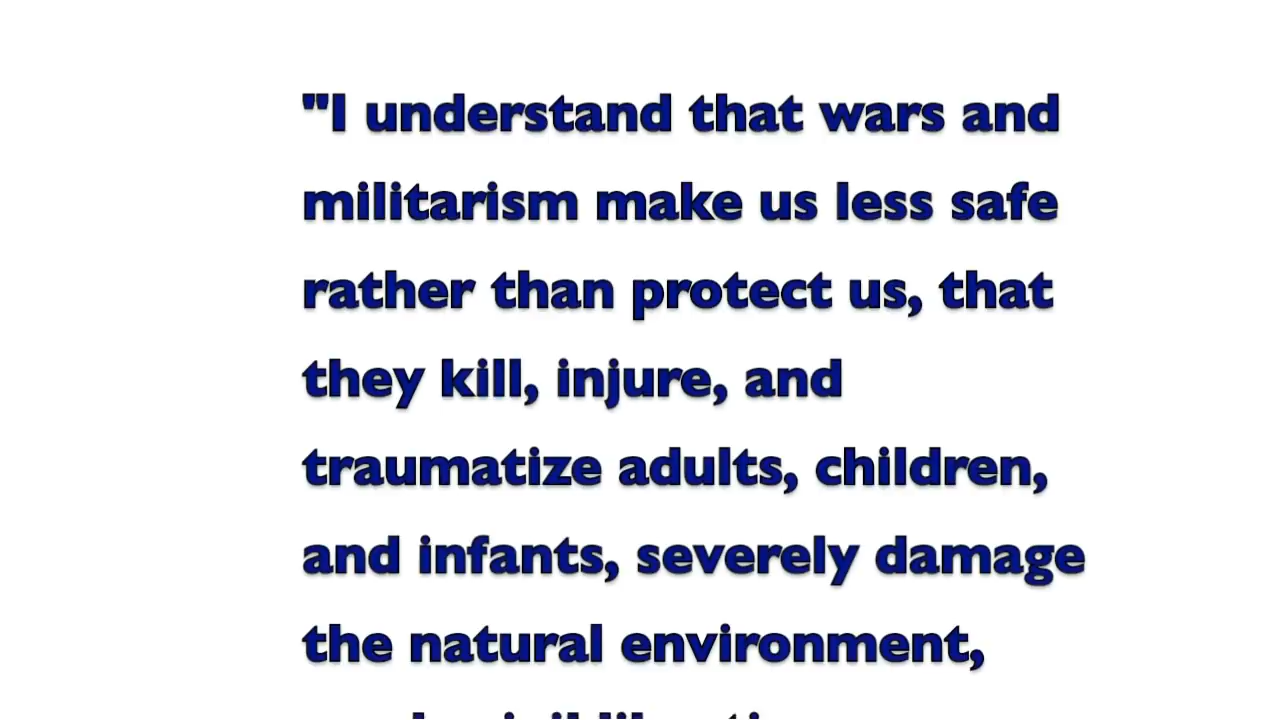 "I understand that wars and
militarism make us less safe
rather than protect us, that
they kill, injure, and
traumatize adults, children,
and infants, severely damage
the natural environment,